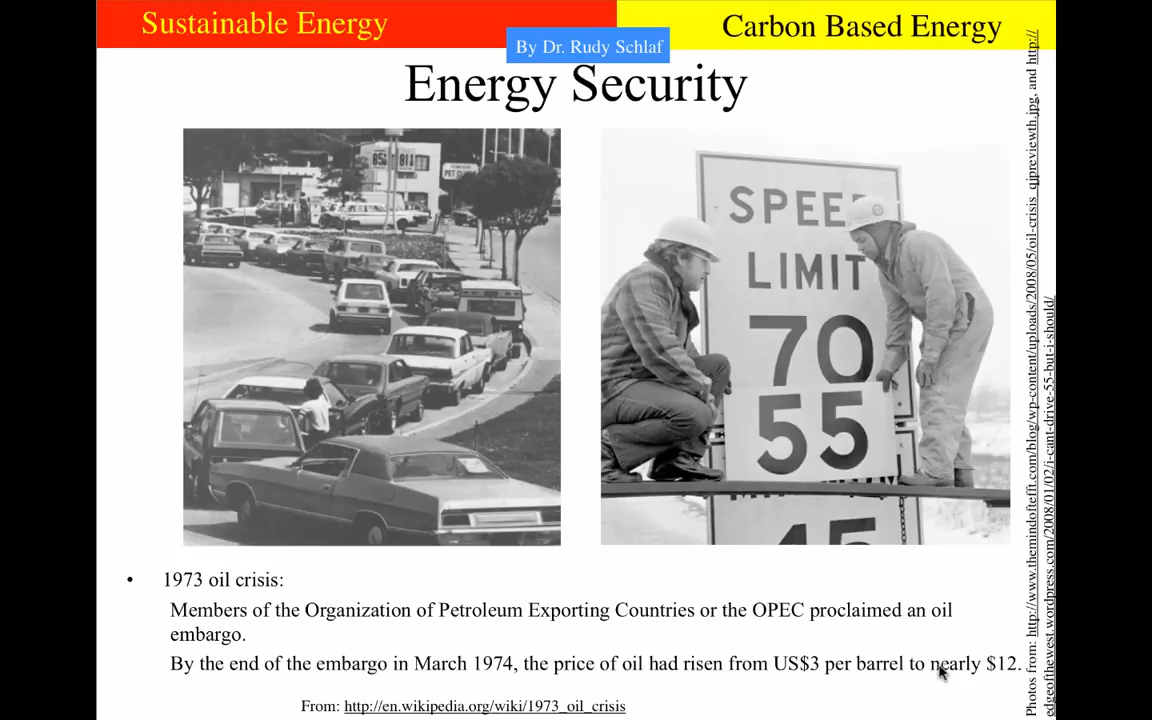 Sustainable Energy
Carbon Based Energy
By Dr. Rudy Schlaf
Energy Security
SPEE
LIMIT
70
55
45
• 1973 oil crisis:
Members of the Organization of Petroleum Exporting Countries or the OPEC proclaimed an oil
embargo.
By the end of the embargo in March 1974, the price of oil had risen from US$3 per barrel to nearly $12.
From: http://en.wikipedia.org/wiki/1973_oil_crisis
Photos from: http://www.themindoftefft.com/blog/wp-content/uploads/2008/05/oil-crisis_qjpreviewth.jpg, and http://
edgeofthewest.wordpress.com/2008/01/02/i-cant-drive-55-but-i-should/